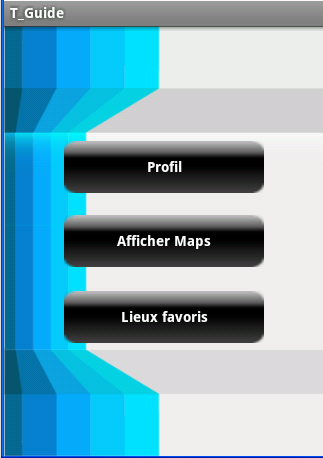 T_Guide
Profil
Afficher Maps
Lieux favoris